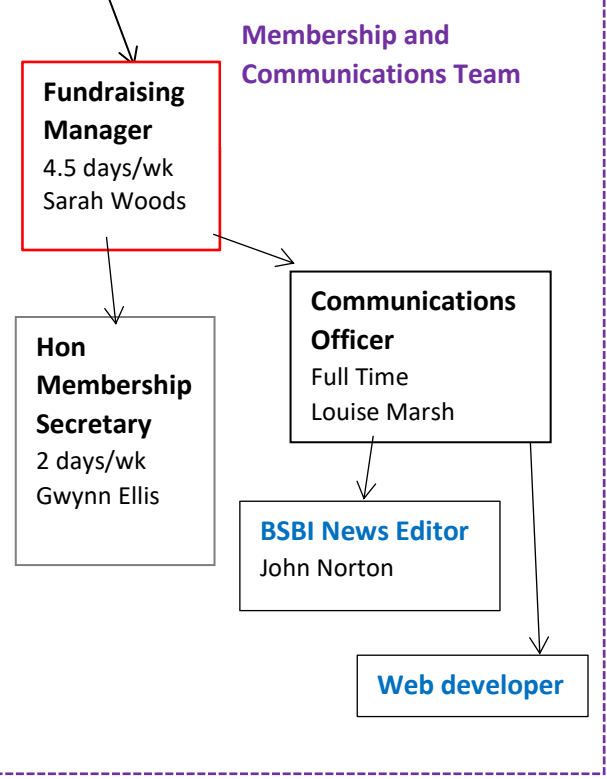 Membership and
Communications Team
Fundraising
Manager
4.5 days/wk
Sarah Woods
Communications
Officer
Full Time
Louise Marsh
Hon
Membership
Secretary
2 days/wk
Gwynn Ellis
BSBI News Editor
John Norton
Web developer